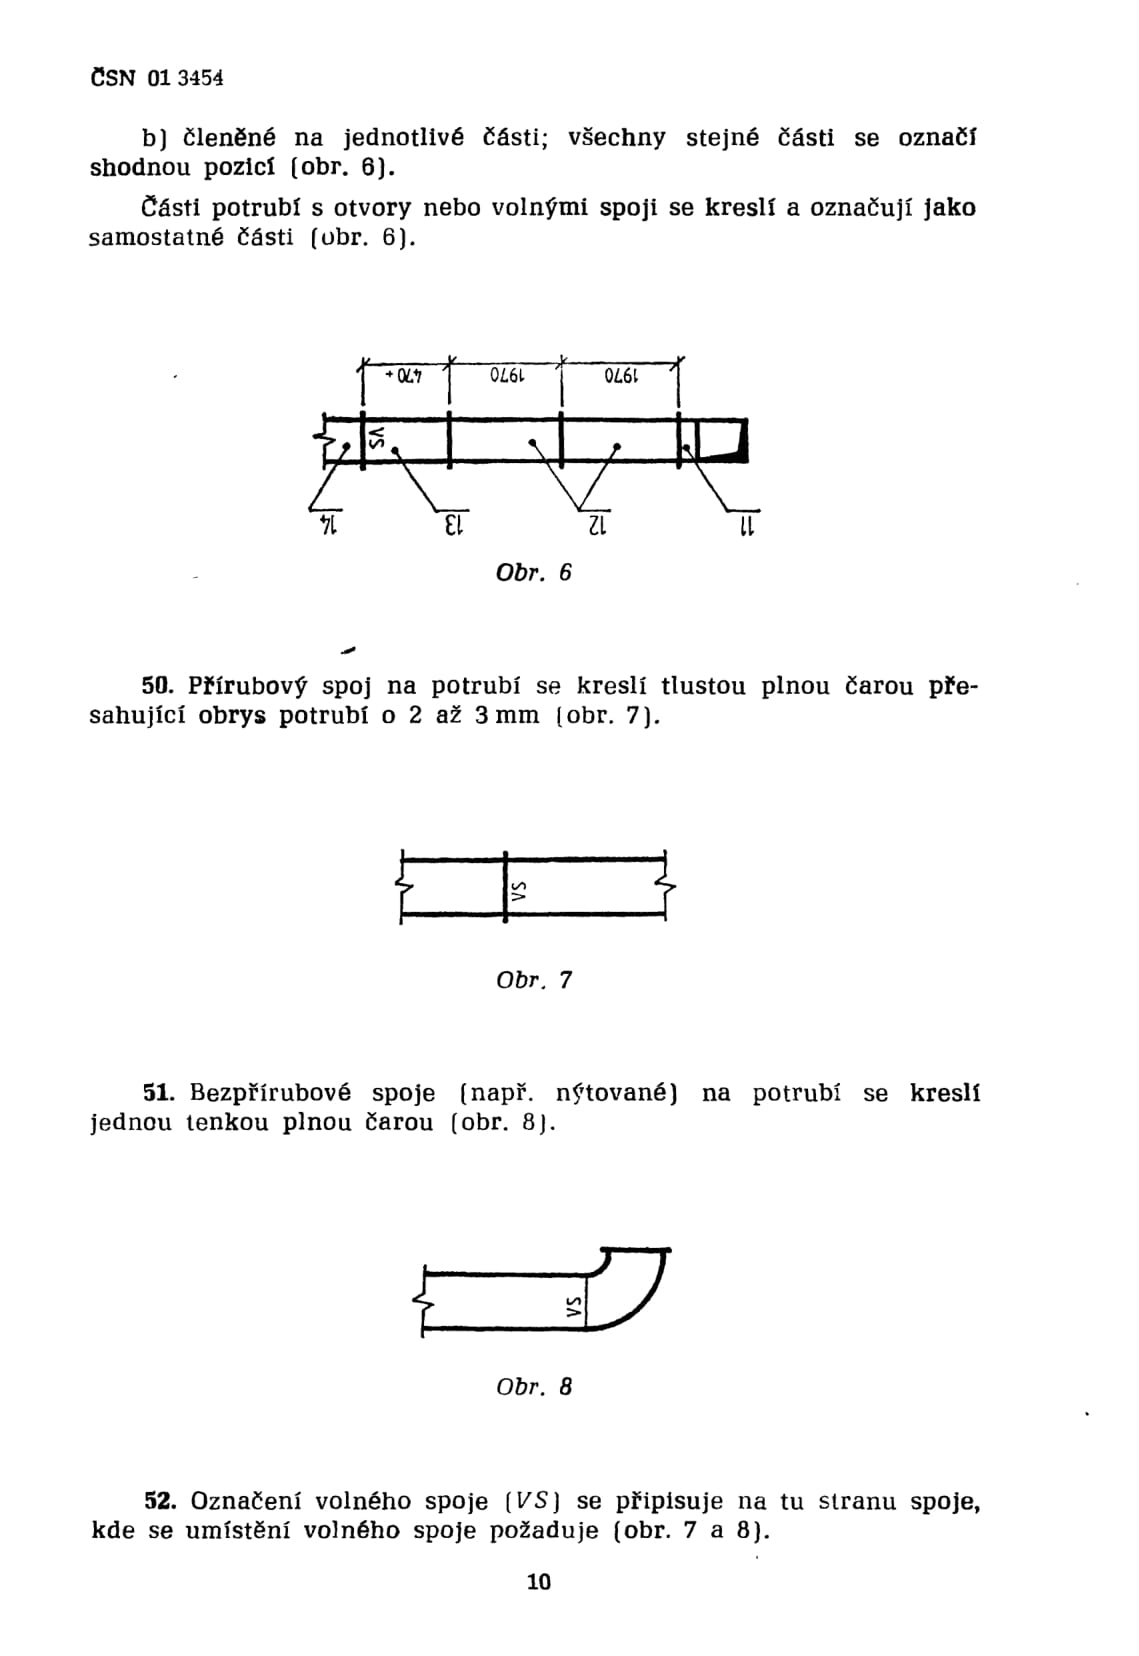 ČSN 01 3454
b) členěné na jednotlivé části; všechny stejné části se označí
shodnou pozicí (obr. 6).
Části potrubí s otvory nebo volnými spoji se kreslí a označují jako
samostatné části (obr. 6).
470 + 1970 1970
VS
14 13 12 11
Obr. 6
50. Přírubový spoj na potrubí se kreslí tlustou plnou čarou pře-
sahující obrys potrubí o 2 až 3 mm (obr. 7).
VS
Obr. 7
51. Bezpřírubové spoje (např. nýtované) na potrubí se kreslí
jednou tenkou plnou čarou (obr. 8).
VS
Obr. 8
52. Označení volného spoje (VS) se připisuje na tu stranu spoje,
kde se umístění volného spoje požaduje (obr. 7 a 8).
10